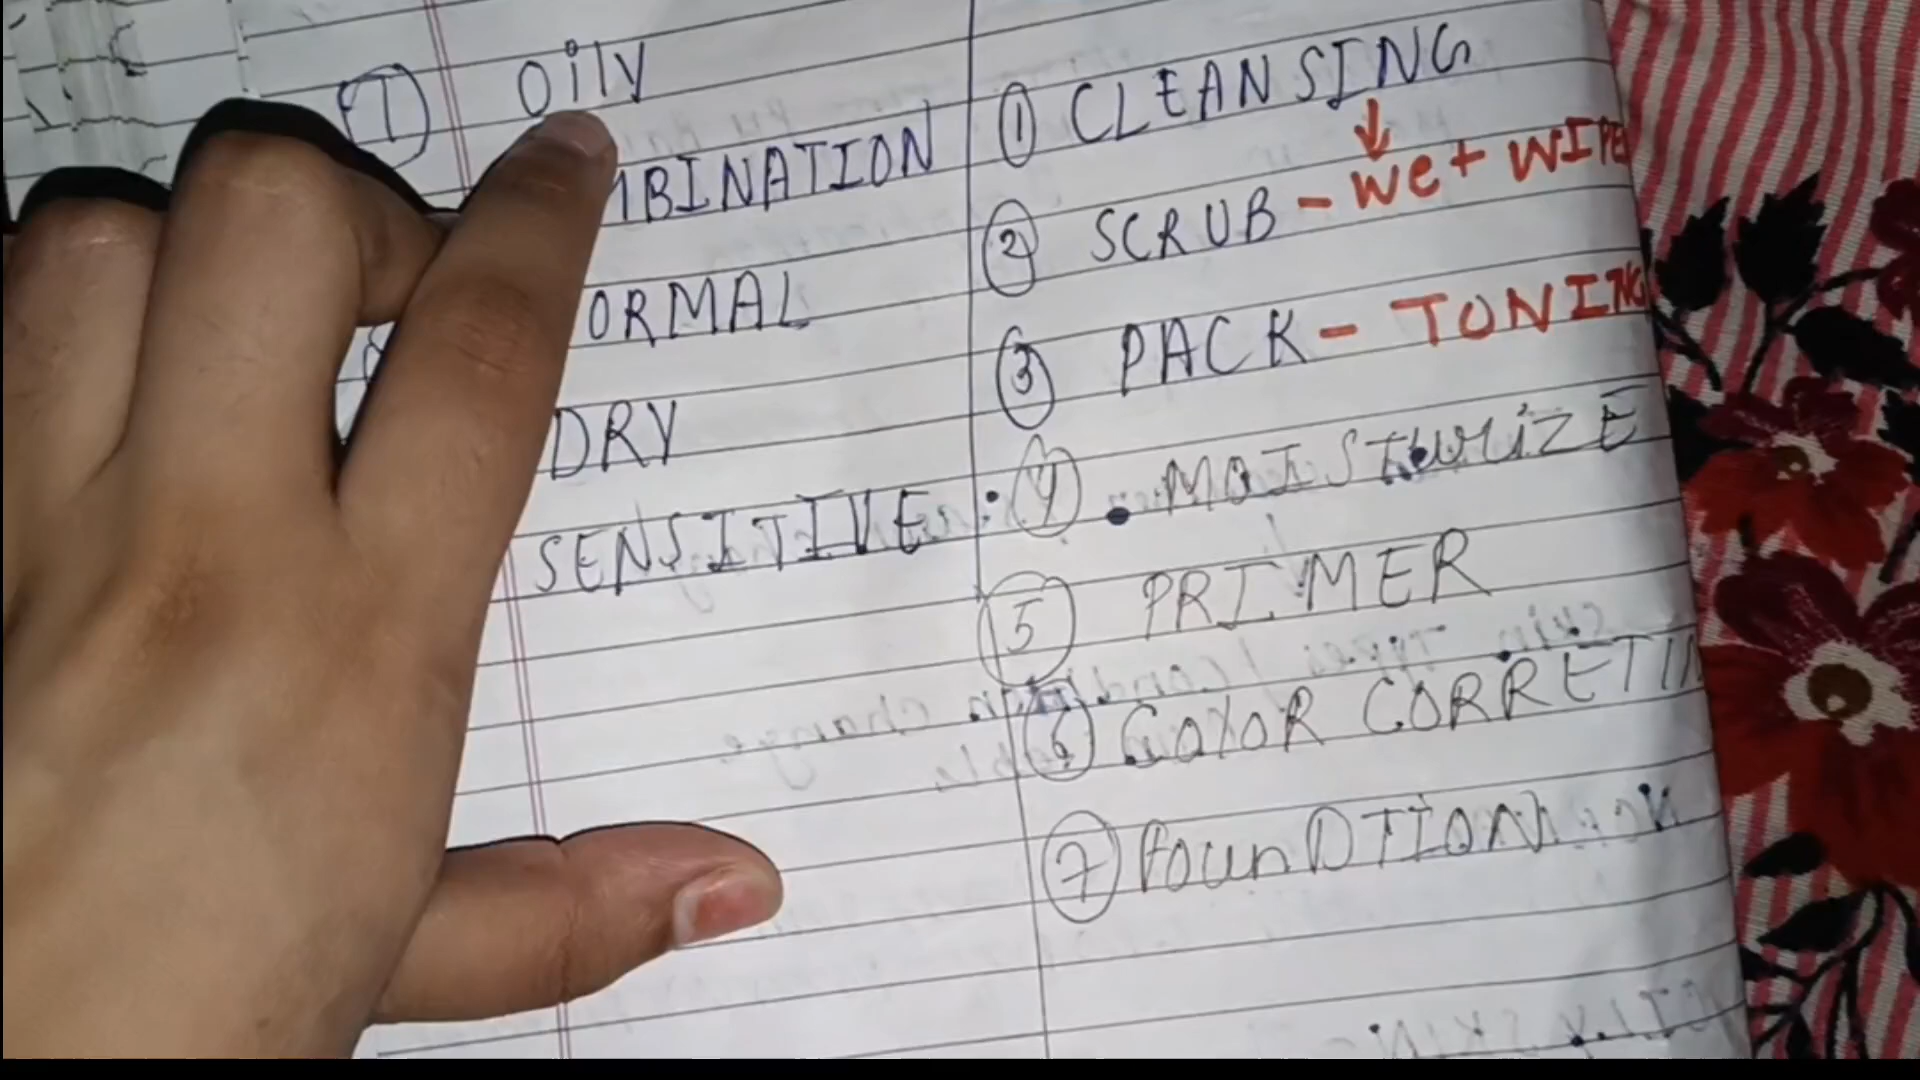 1 Oily
MBINATION
ORMAL
DRY
SENSITIVE
1 CLEANSING
↓
2 SCRUB - wet WIPE
3 PACK - TONING
4 . MOISTURIZE
5 PRIMER
6 COLOR CORRETIN
7 FounDTION